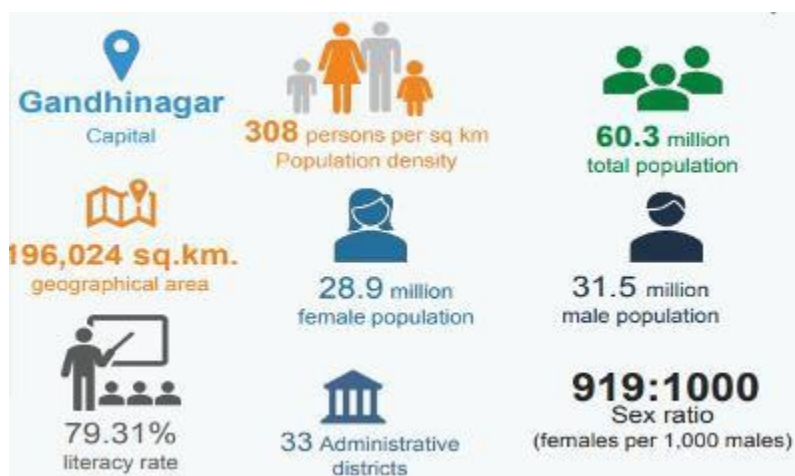 Gandhinagar
Capital
308 persons per sq km
Population density
60.3 million
total population
196,024 sq.km.
geographical area
28.9 million
female population
31.5 million
male population
79.31%
literacy rate
33 Administrative
districts
919:1000
Sex ratio
(females per 1,000 males)